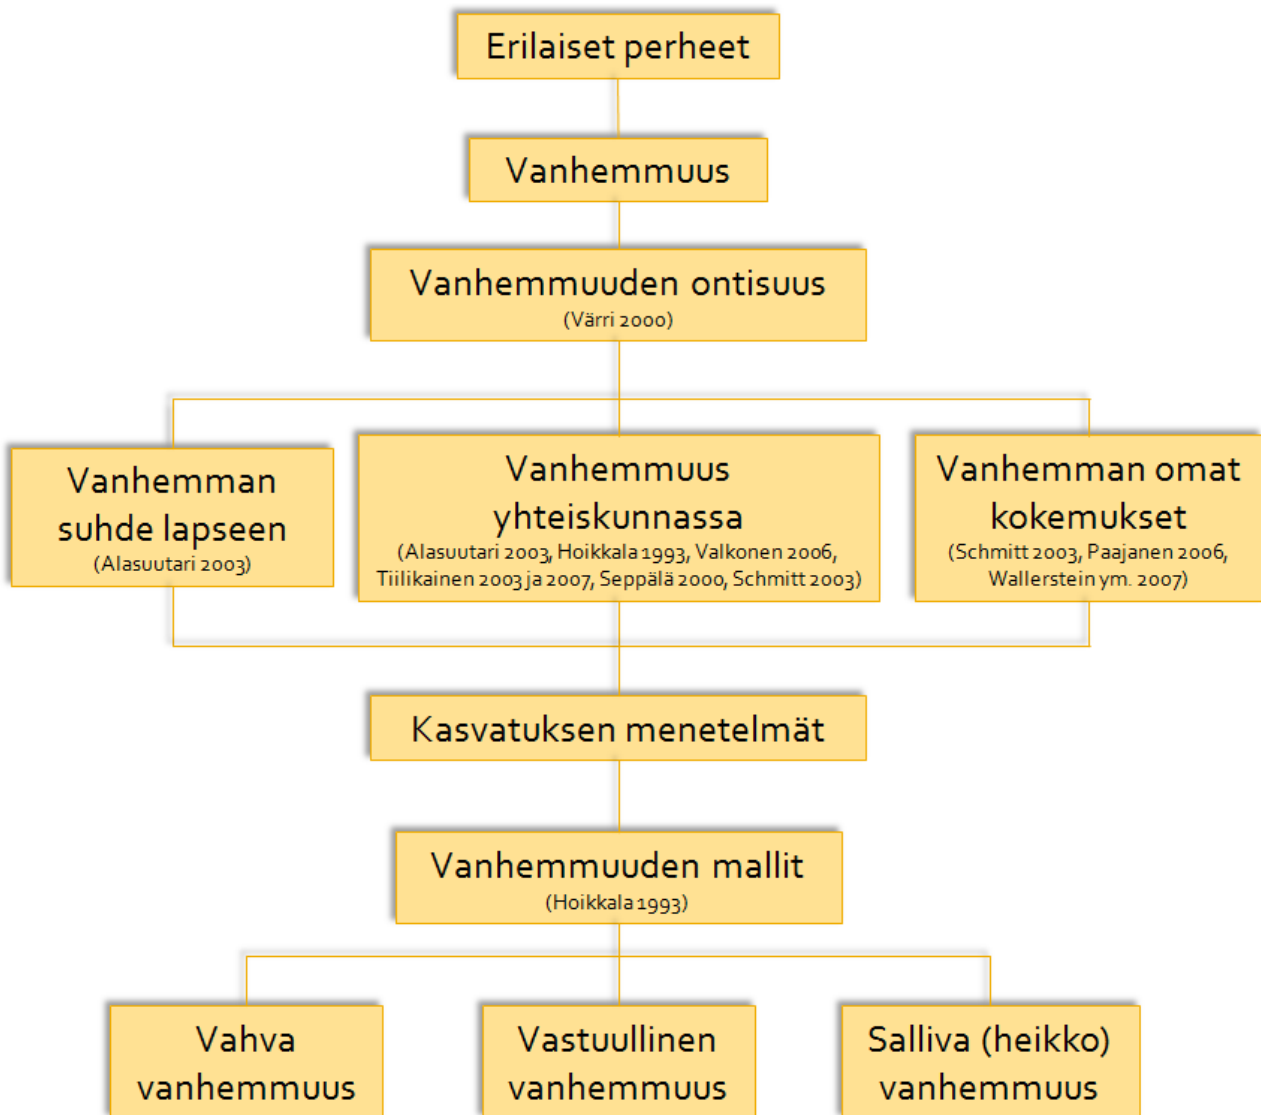 Erilaiset perheet
Vanhemmuus
Vanhemmuuden ontisuus
(Värri 2000)
Vanhemman
suhde lapseen
(Alasuutari 2003)
Vanhemmuus
yhteiskunnassa
(Alasuutari 2003, Hoikkala 1993, Valkonen 2006,
Tiilikainen 2003 ja 2007, Seppälä 2000, Schmitt 2003)
Vanhemman omat
kokemukset
(Schmitt 2003, Paajanen 2006,
Wallerstein ym. 2007)
Kasvatuksen menetelmät
Vanhemmuuden mallit
(Hoikkala 1993)
Vahva
vanhemmuus
Vastuullinen
vanhemmuus
Salliva (heikko)
vanhemmuus